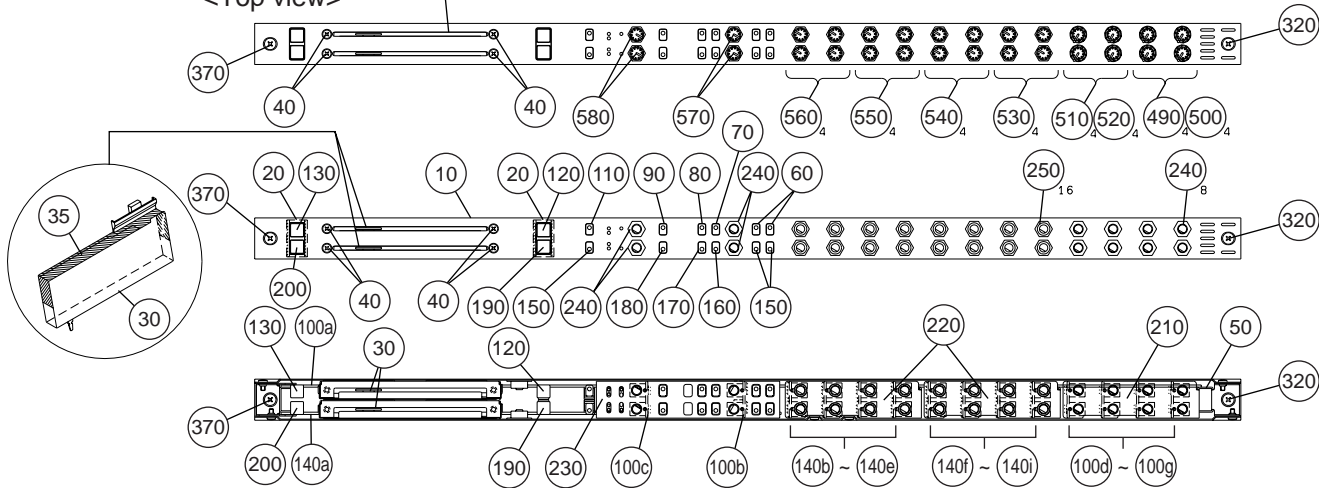 <Top view>
370 320
40 40 580 570 560 4 550 4 540 4 530 4 510 4 520 4 490 4 500 4
70
370 20 130 10 20 120 110 90 80 240 60 250 16 240 8
35 320
30 200 40 40 190 150 240 180 170 160 150
130 100a 30 120 220 210 50
370 320
200 140a 190 230 100c 100b 140b ~ 140e 140f ~ 140i 100d ~ 100g